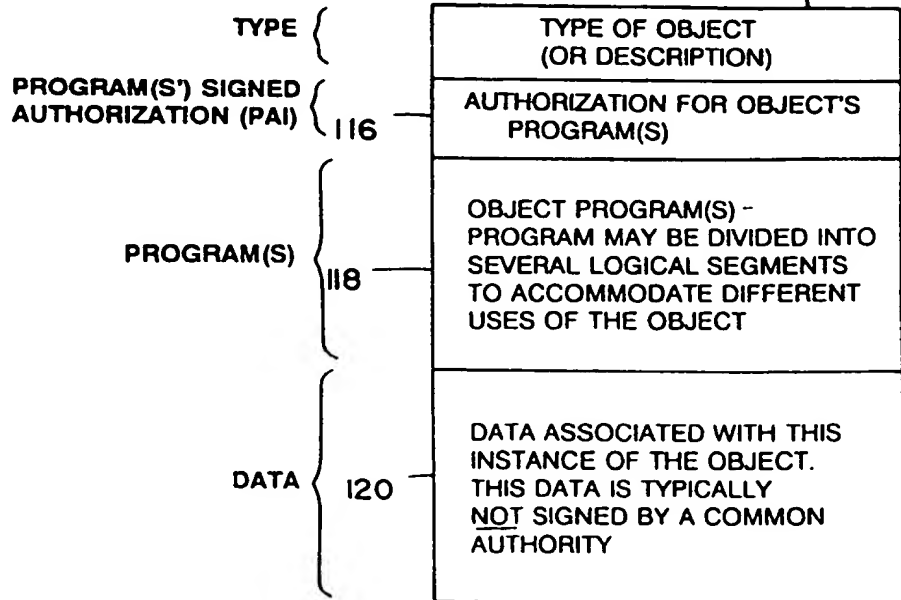 TYPE
TYPE OF OBJECT
(OR DESCRIPTION)
PROGRAM(S') SIGNED
AUTHORIZATION (PAI)
116
AUTHORIZATION FOR OBJECT'S
PROGRAM(S)
PROGRAM(S)
118
OBJECT PROGRAM(S) -
PROGRAM MAY BE DIVIDED INTO
SEVERAL LOGICAL SEGMENTS
TO ACCOMMODATE DIFFERENT
USES OF THE OBJECT
DATA
120
DATA ASSOCIATED WITH THIS
INSTANCE OF THE OBJECT.
THIS DATA IS TYPICALLY
NOT SIGNED BY A COMMON
AUTHORITY